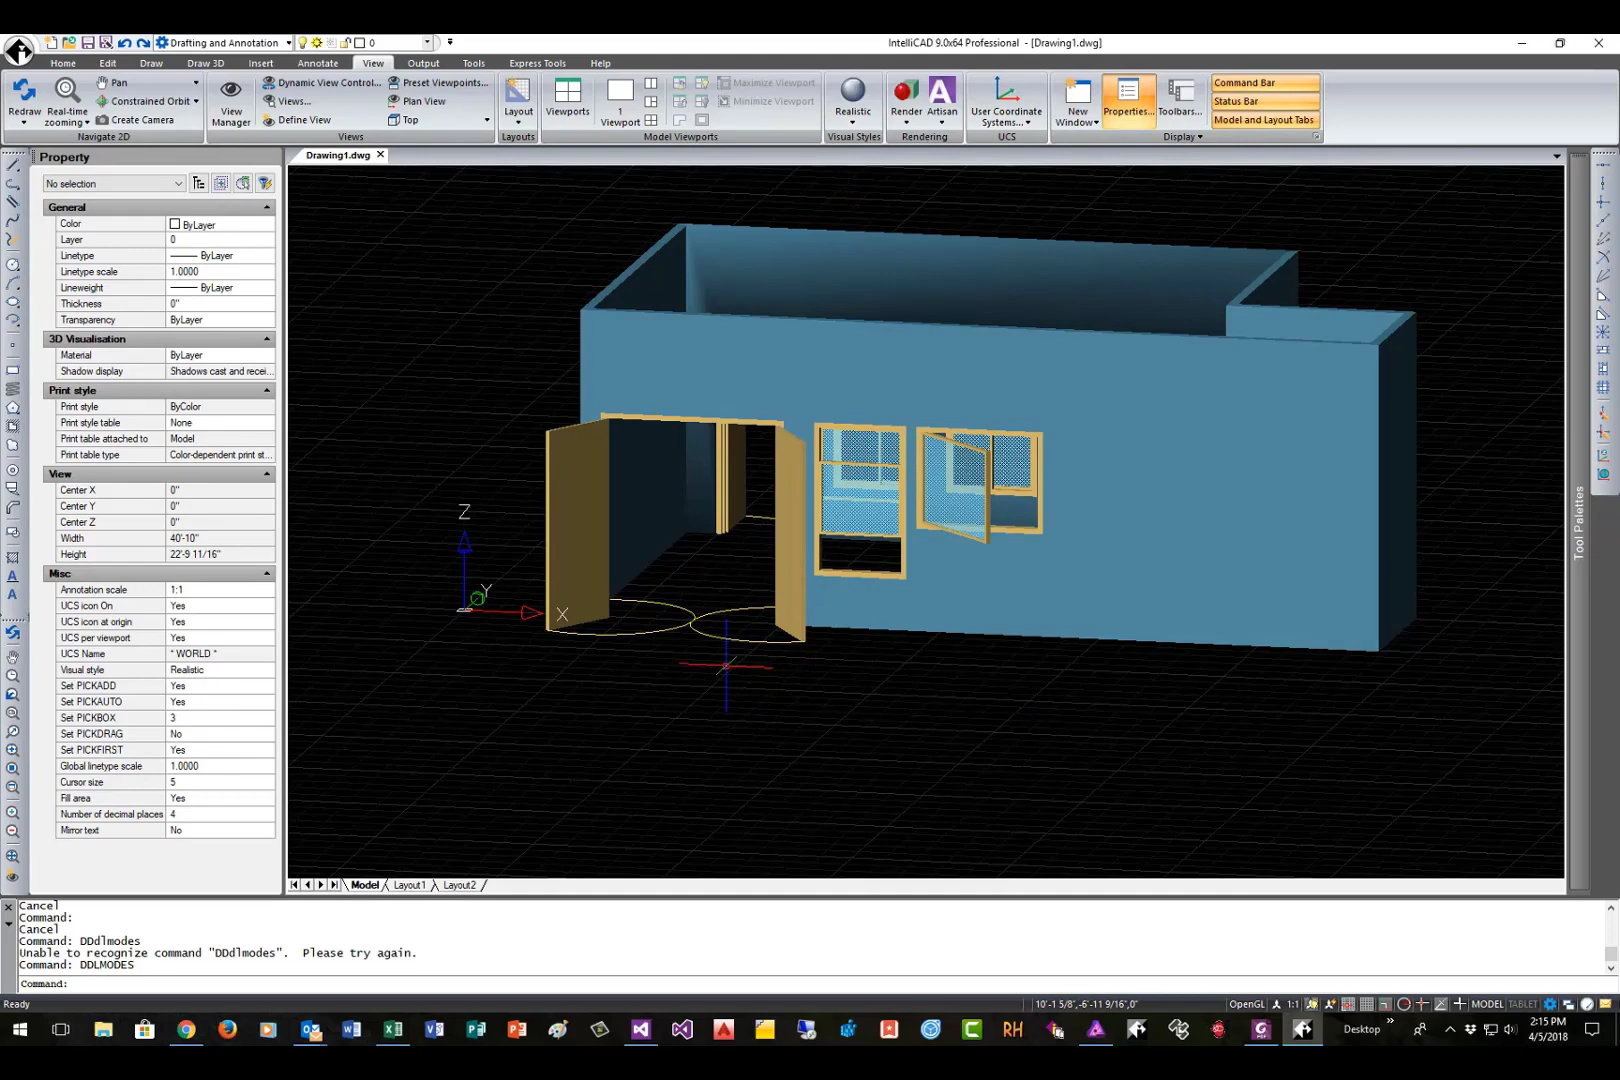 Drafting and Annotation
0
IntelliCAD 9.0x64 Professional - [Drawing1.dwg]
Home Edit Draw Draw 3D Insert Annotate View Output Tools Express Tools Help
Redraw
Real-time zooming
Pan
Constrained Orbit
Create Camera
Navigate 2D
View Manager
Dynamic View Control...
Views...
Define View
Preset Viewpoints...
Plan View
Top
Views
Layout
Layouts
Viewports
1 Viewport
Maximize Viewport
Minimize Viewport
Model Viewports
Realistic
Visual Styles
Render
Artisan
Rendering
User Coordinate Systems...
UCS
New Window
Properties...
Toolbars...
Command Bar
Status Bar
Model and Layout Tabs
Display
Property
Drawing1.dwg
No selection
General
Color ByLayer
Layer 0
Linetype ByLayer
Linetype scale 1.0000
Lineweight ByLayer
Thickness 0"
Transparency ByLayer
3D Visualisation
Material ByLayer
Shadow display Shadows cast and recei...
Print style
Print style ByColor
Print style table None
Print table attached to Model
Print table type Color-dependent print st...
View
Center X 0"
Center Y 0"
Center Z 0"
Width 40'-10"
Height 22'-9 11/16"
Misc
Annotation scale 1:1
UCS icon On Yes
UCS icon at origin Yes
UCS per viewport Yes
UCS Name * WORLD *
Visual style Realistic
Set PICKADD Yes
Set PICKAUTO Yes
Set PICKBOX 3
Set PICKDRAG No
Set PICKFIRST Yes
Global linetype scale 1.0000
Cursor size 5
Fill area Yes
Number of decimal places 4
Mirror text No
Z
Y
X
Tool Palettes
Model Layout1 Layout2
Cancel
Command:
Cancel
Command: DDdlmodes
Unable to recognize command "DDdlmodes". Please try again.
Command: DDLMODES
Command:
Ready
10'-1 5/8",-6'-11 9/16",0"
OpenGL
1:1
MODEL
TABLET
RH
Desktop
2:15 PM
4/5/2018